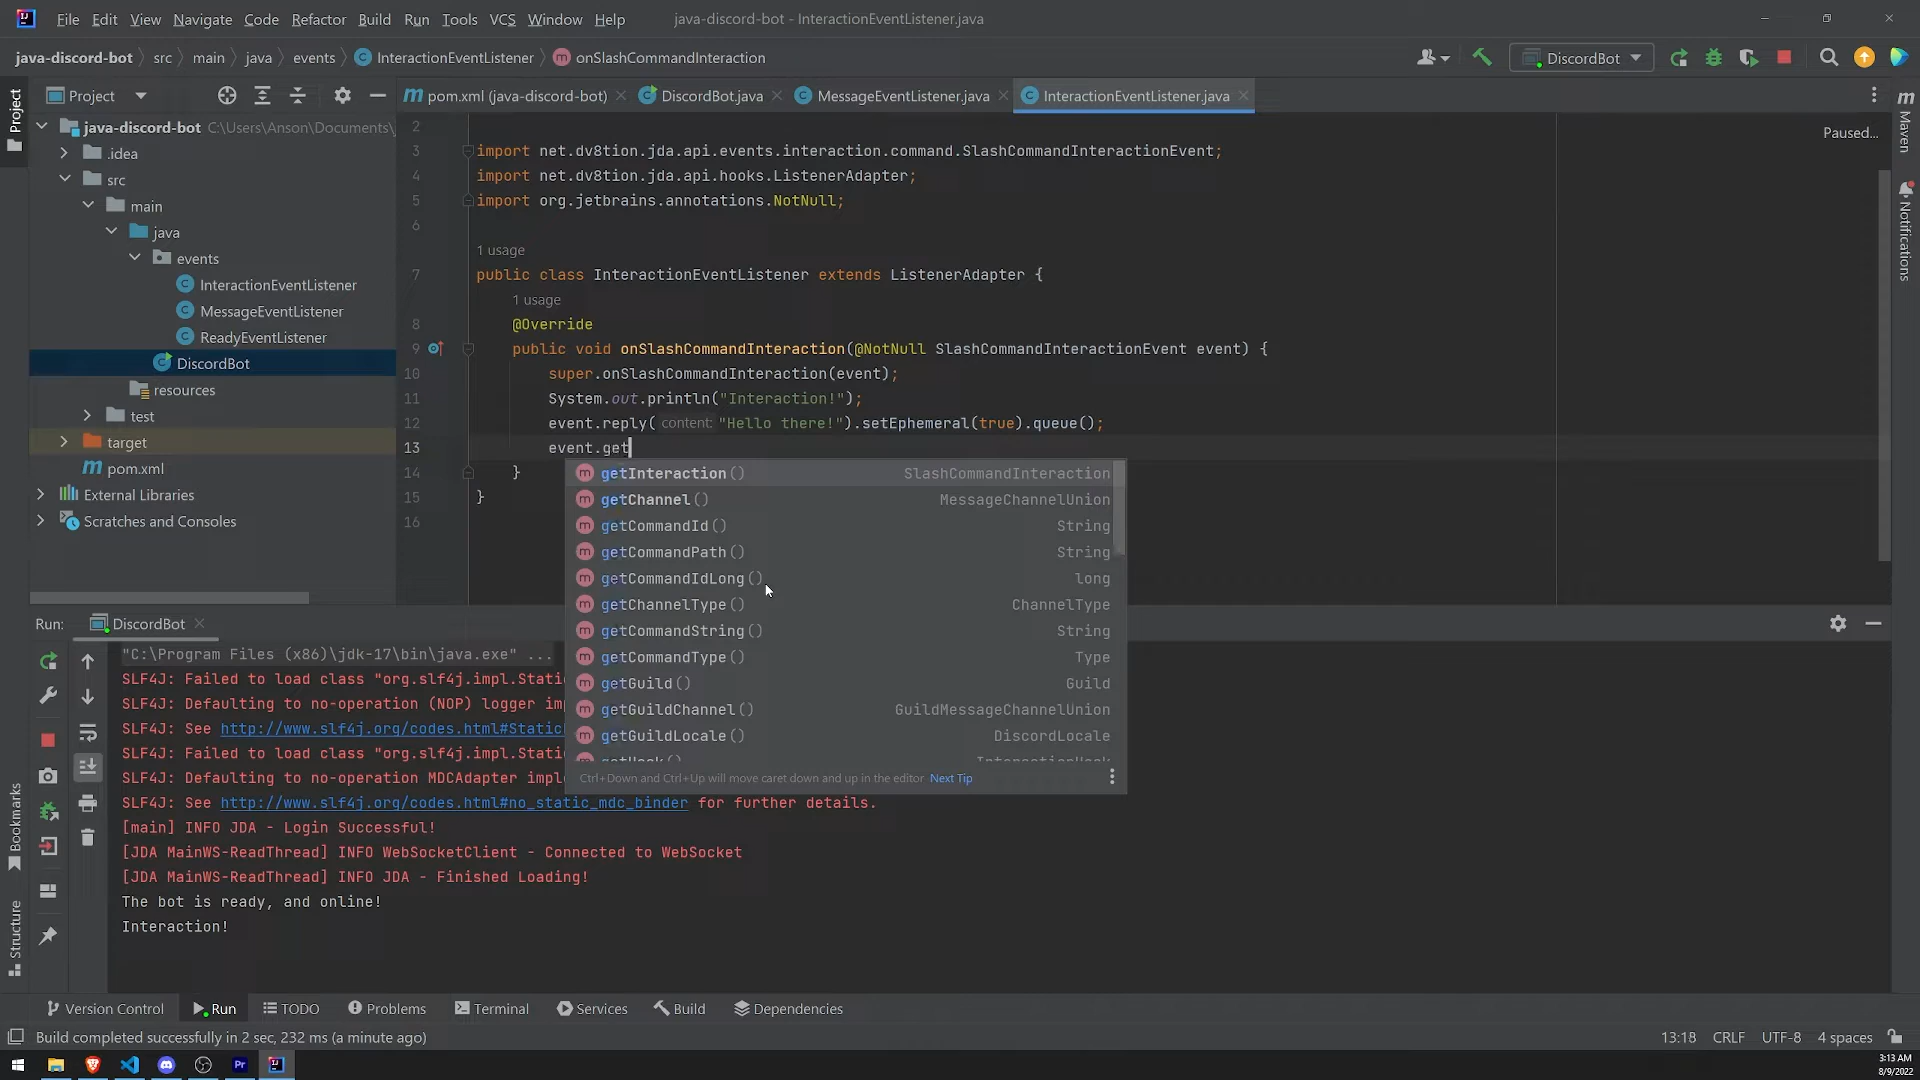 File Edit View Navigate Code Refactor Build Run Tools VCS Window Help java-discord-bot - InteractionEventListener.java
java-discord-bot src main java events InteractionEventListener onSlashCommandInteraction DiscordBot
Project
Project
pom.xml (java-discord-bot) DiscordBot.java MessageEventListener.java InteractionEventListener.java
java-discord-bot C:\Users\Anson\Documents\
.idea
src
main
java
events
InteractionEventListener
MessageEventListener
ReadyEventListener
DiscordBot
resources
test
target
pom.xml
External Libraries
Scratches and Consoles
Paused...
Maven
Notifications
2
3 import net.dv8tion.jda.api.events.interaction.command.SlashCommandInteractionEvent;
4 import net.dv8tion.jda.api.hooks.ListenerAdapter;
5 import org.jetbrains.annotations.NotNull;
6
1 usage
7 public class InteractionEventListener extends ListenerAdapter {
1 usage
8 @Override
9 public void onSlashCommandInteraction(@NotNull SlashCommandInteractionEvent event) {
10 super.onSlashCommandInteraction(event);
11 System.out.println("Interaction!");
12 event.reply( content: "Hello there!").setEphemeral(true).queue();
13 event.get
14 }
15 }
16
getInteraction() SlashCommandInteraction
getChannel() MessageChannelUnion
getCommandId() String
getCommandPath() String
getCommandIdLong() long
getChannelType() ChannelType
getCommandString() String
getCommandType() Type
getGuild() Guild
getGuildChannel() GuildMessageChannelUnion
getGuildLocale() DiscordLocale
getHook() InteractionHook
Ctrl+Down and Ctrl+Up will move caret down and up in the editor Next Tip
Run: DiscordBot
"C:\Program Files (x86)\jdk-17\bin\java.exe" ...
SLF4J: Failed to load class "org.slf4j.impl.Stati
SLF4J: Defaulting to no-operation (NOP) logger im
SLF4J: See http://www.slf4j.org/codes.html#Static
SLF4J: Failed to load class "org.slf4j.impl.Stati
SLF4J: Defaulting to no-operation MDCAdapter impl
SLF4J: See http://www.slf4j.org/codes.html#no_static_mdc_binder for further details.
[main] INFO JDA - Login Successful!
[JDA MainWS-ReadThread] INFO WebSocketClient - Connected to WebSocket
[JDA MainWS-ReadThread] INFO JDA - Finished Loading!
The bot is ready, and online!
Interaction!
Bookmarks
Structure
Version Control Run TODO Problems Terminal Services Build Dependencies
Build completed successfully in 2 sec, 232 ms (a minute ago) 13:18 CRLF UTF-8 4 spaces
3:13 AM
8/9/2022